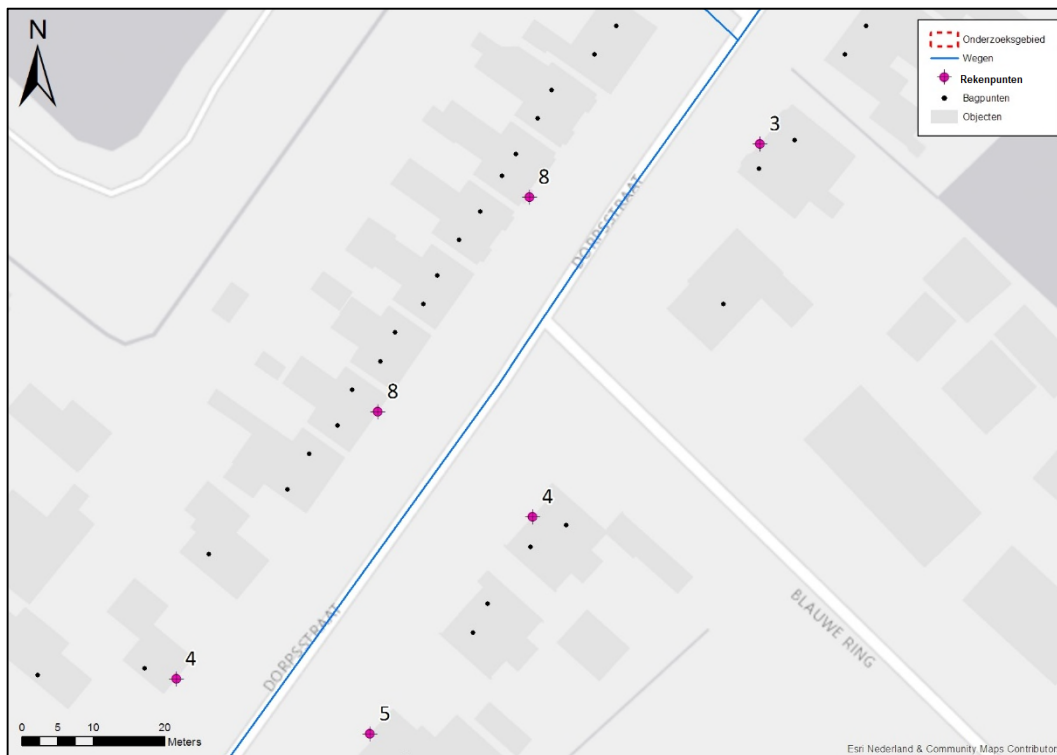 N
Onderzoeksgebied
Wegen
Rekenpunten
Bagpunten
Objecten
3
8
DORPSSTRAAT
8
4
BLAUWE RING
DORPSSTRAAT
4
5
0 5 10 20
Meters
Esri Nederland & Community Maps Contributor